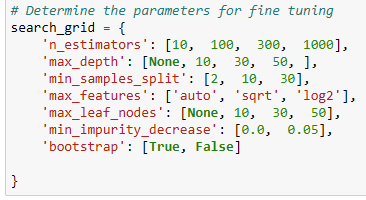 # Determine the parameters for fine tuning
search_grid = {
    'n_estimators': [10,  100,  300,  1000],
    'max_depth': [None, 10,  30,  50, ],
    'min_samples_split': [2,  10,  30],
    'max_features': ['auto', 'sqrt', 'log2'],
    'max_leaf_nodes': [None, 10,  30,  50],
    'min_impurity_decrease': [0.0,  0.05],
    'bootstrap': [True, False]
}